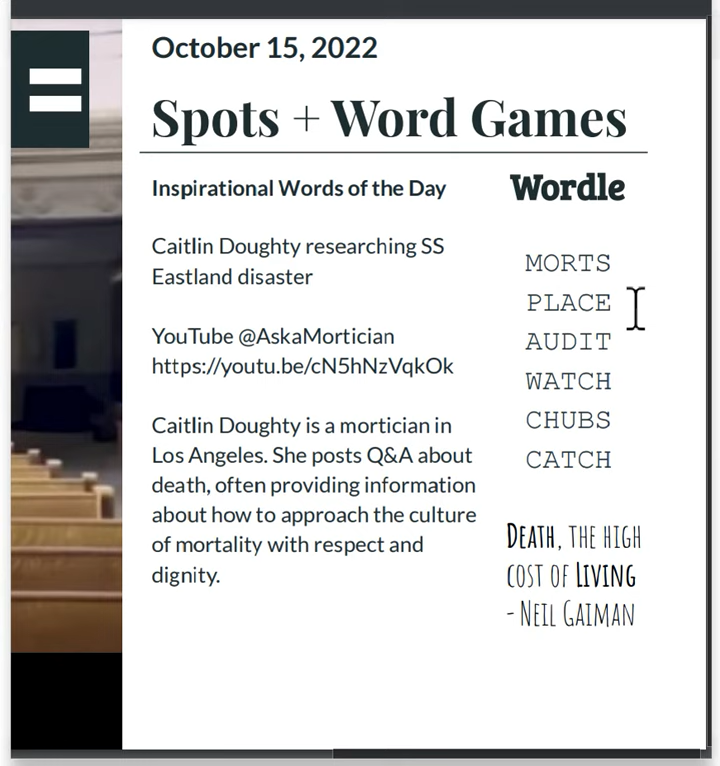 October 15, 2022
Spots + Word Games
Inspirational Words of the Day
Caitlin Doughty researching SS
Eastland disaster
YouTube @AskaMortician
https://youtu.be/cN5hNzVqkOk
Caitlin Doughty is a mortician in
Los Angeles. She posts Q&A about
death, often providing information
about how to approach the culture
of mortality with respect and
dignity.
Wordle
MORTS
PLACE
AUDIT
WATCH
CHUBS
CATCH
Death, the high
cost of Living
- Neil Gaiman